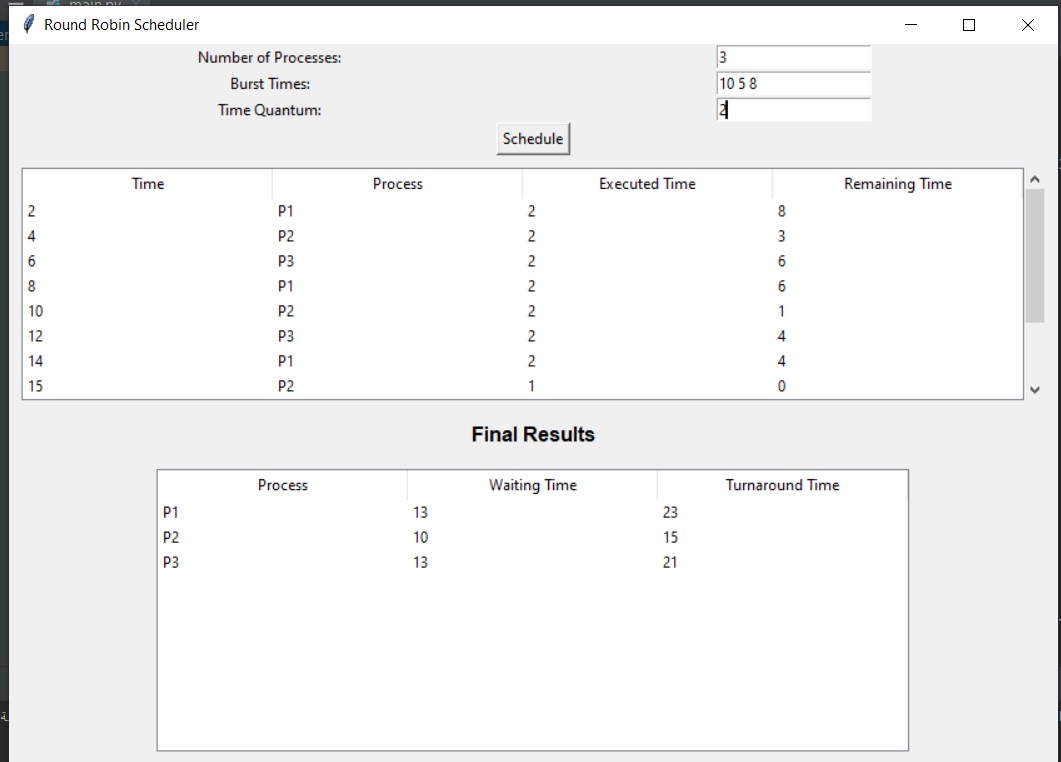 main.py
Round Robin Scheduler
Number of Processes: 3
Burst Times: 10 5 8
Time Quantum: 2
Schedule
Time Process Executed Time Remaining Time
2 P1 2 8
4 P2 2 3
6 P3 2 6
8 P1 2 6
10 P2 2 1
12 P3 2 4
14 P1 2 4
15 P2 1 0
Final Results
Process Waiting Time Turnaround Time
P1 13 23
P2 10 15
P3 13 21